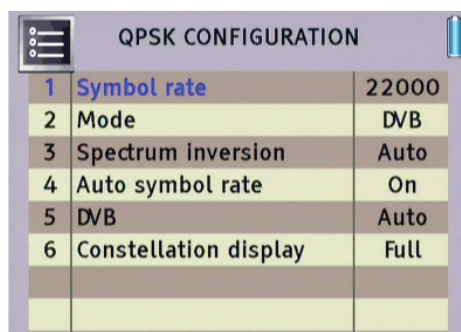 QPSK CONFIGURATION
1 Symbol rate 22000
2 Mode DVB
3 Spectrum inversion Auto
4 Auto symbol rate On
5 DVB Auto
6 Constellation display Full